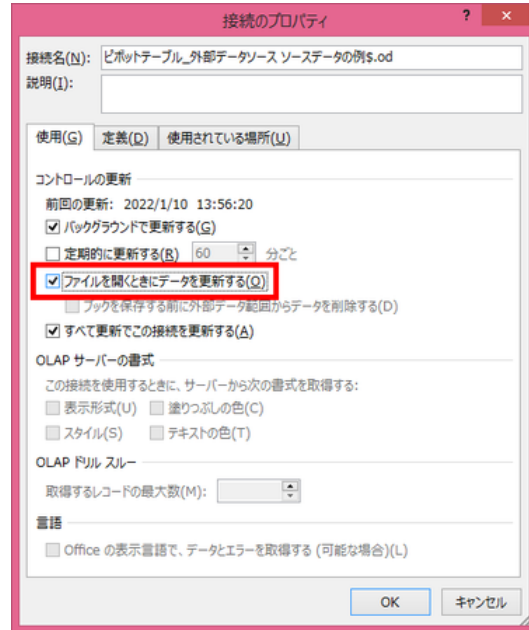 接続のプロパティ ? ×
接続名(N): ピボットテーブル_外部データソース ソースデータの例$.od
説明(I):
使用(G) 定義(D) 使用されている場所(U)
コントロールの更新
前回の更新: 2022/1/10 13:56:20
バックグラウンドで更新する(G)
定期的に更新する(R) 60 分ごと
ファイルを開くときにデータを更新する(O)
ブックを保存する前に外部データ範囲からデータを削除する(D)
すべて更新でこの接続を更新する(A)
OLAP サーバーの書式
この接続を使用するときに、サーバーから次の書式を取得する:
表示形式(U) 塗りつぶしの色(C)
スタイル(S) テキストの色(T)
OLAP ドリル スルー
取得するレコードの最大数(M):
言語
Office の表示言語で、データとエラーを取得する (可能な場合)(L)
OK キャンセル